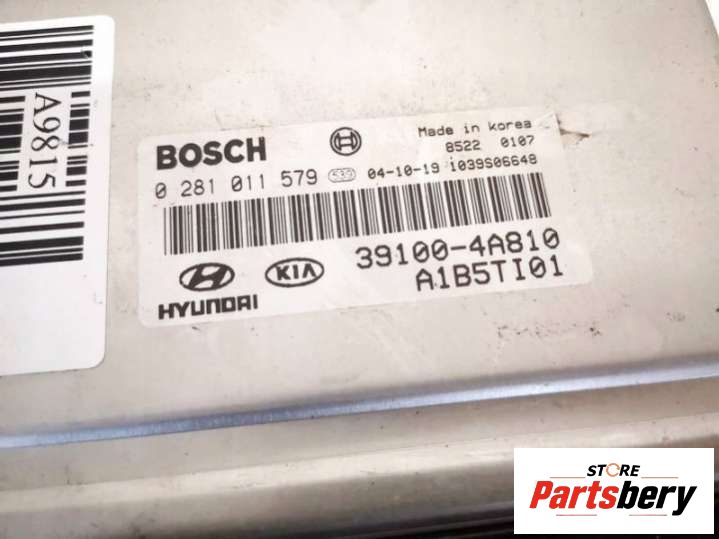 A9815
BOSCH
Made in korea
8522 0107
0 281 011 579 04-10-19 1039S06649
39100-4A810
A1B5TI01
HYUNDAI
KIA
STORE
Partsbery